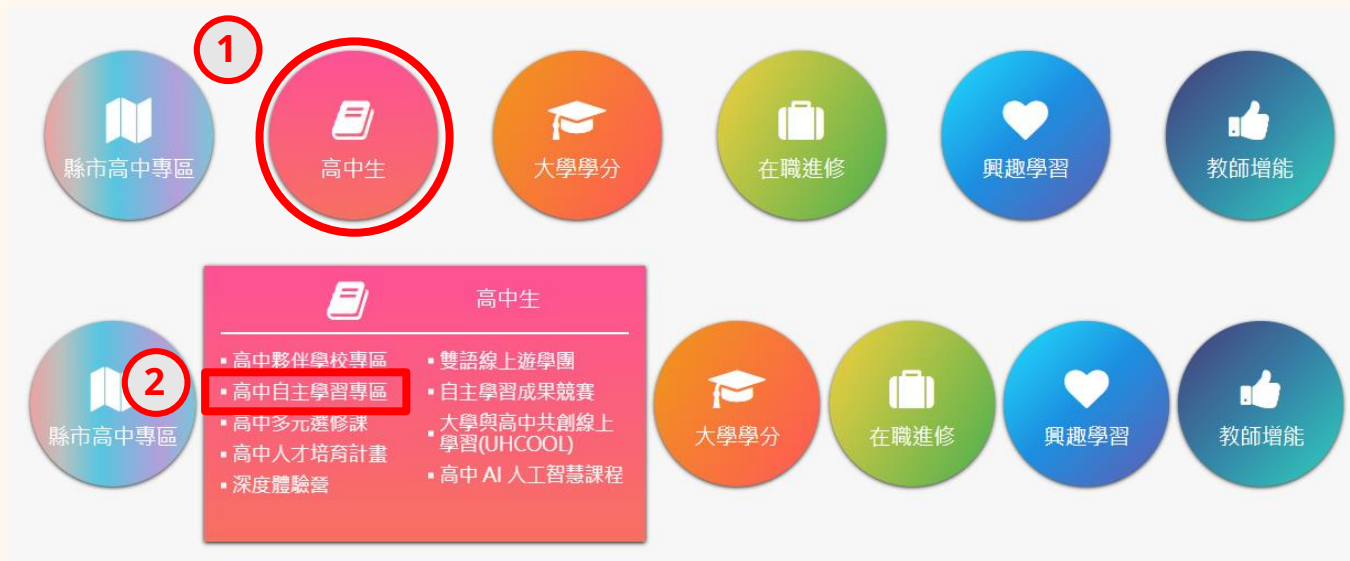 1
縣市高中專區
高中生
大學學分
在職進修
興趣學習
教師增能
2
縣市高中專區
高中生
高中夥伴學校專區
高中自主學習專區
高中多元選修課
高中人才培育計畫
深度體驗營
雙語線上遊學團
自主學習成果競賽
大學與高中共創線上
學習(UHCOOL)
高中 AI 人工智慧課程
大學學分
在職進修
興趣學習
教師增能